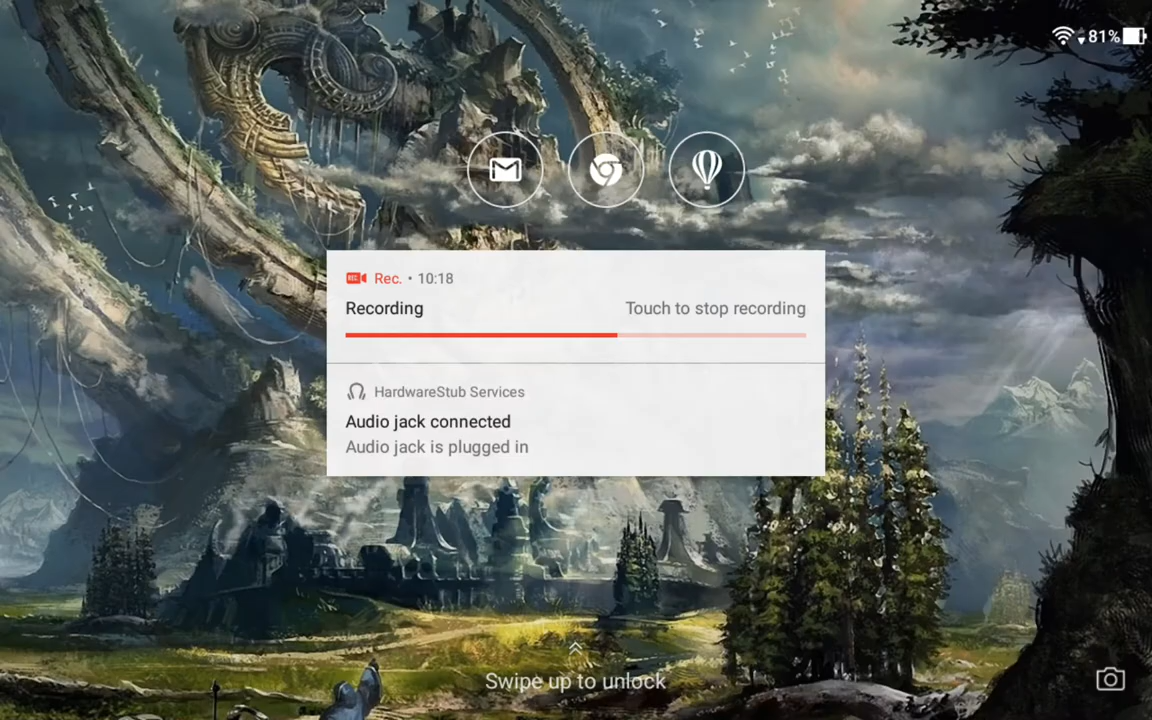 81%
REC Rec. • 10:18
Recording Touch to stop recording
HardwareStub Services
Audio jack connected
Audio jack is plugged in
Swipe up to unlock